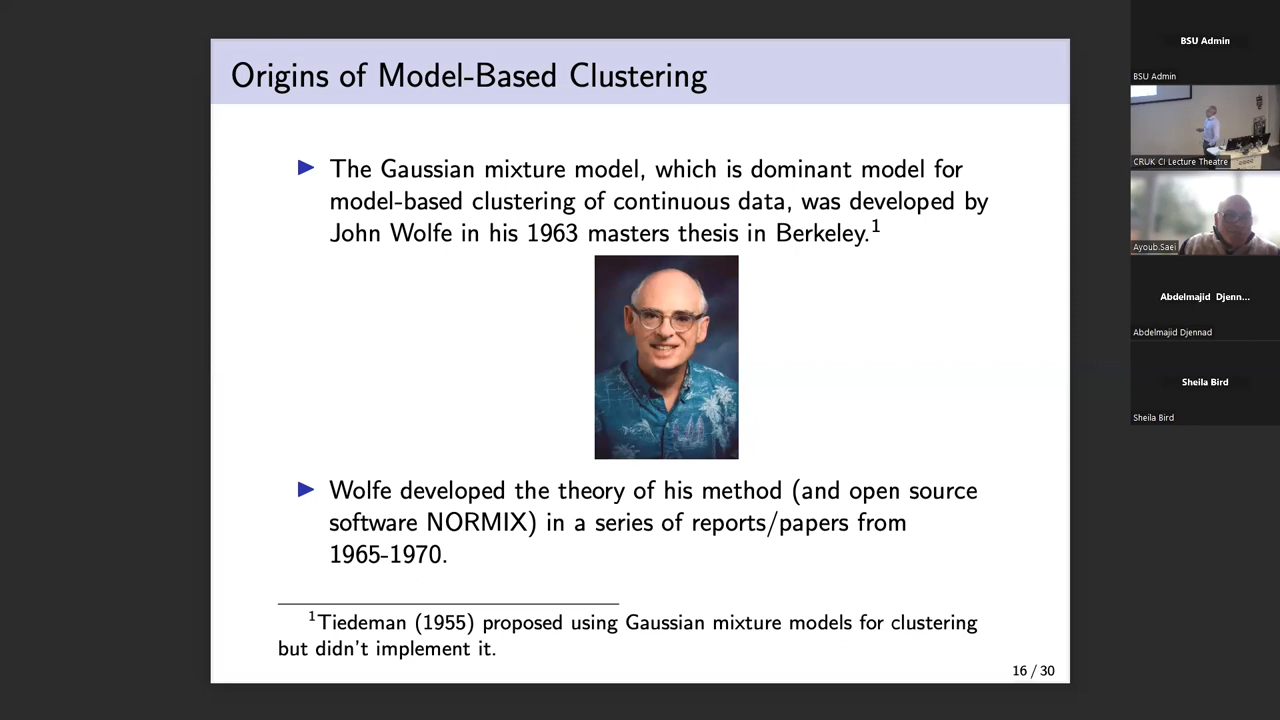 Origins of Model-Based Clustering
The Gaussian mixture model, which is dominant model for
model-based clustering of continuous data, was developed by
John Wolfe in his 1963 masters thesis in Berkeley.1
Wolfe developed the theory of his method (and open source
software NORMIX) in a series of reports/papers from
1965-1970.
1Tiedeman (1955) proposed using Gaussian mixture models for clustering
but didn't implement it.
16 / 30
BSU Admin
BSU Admin
CRUK CI Lecture Theatre
Ayoub.Saei
Abdelmajid Djenn...
Abdelmajid Djennad
Sheila Bird
Sheila Bird